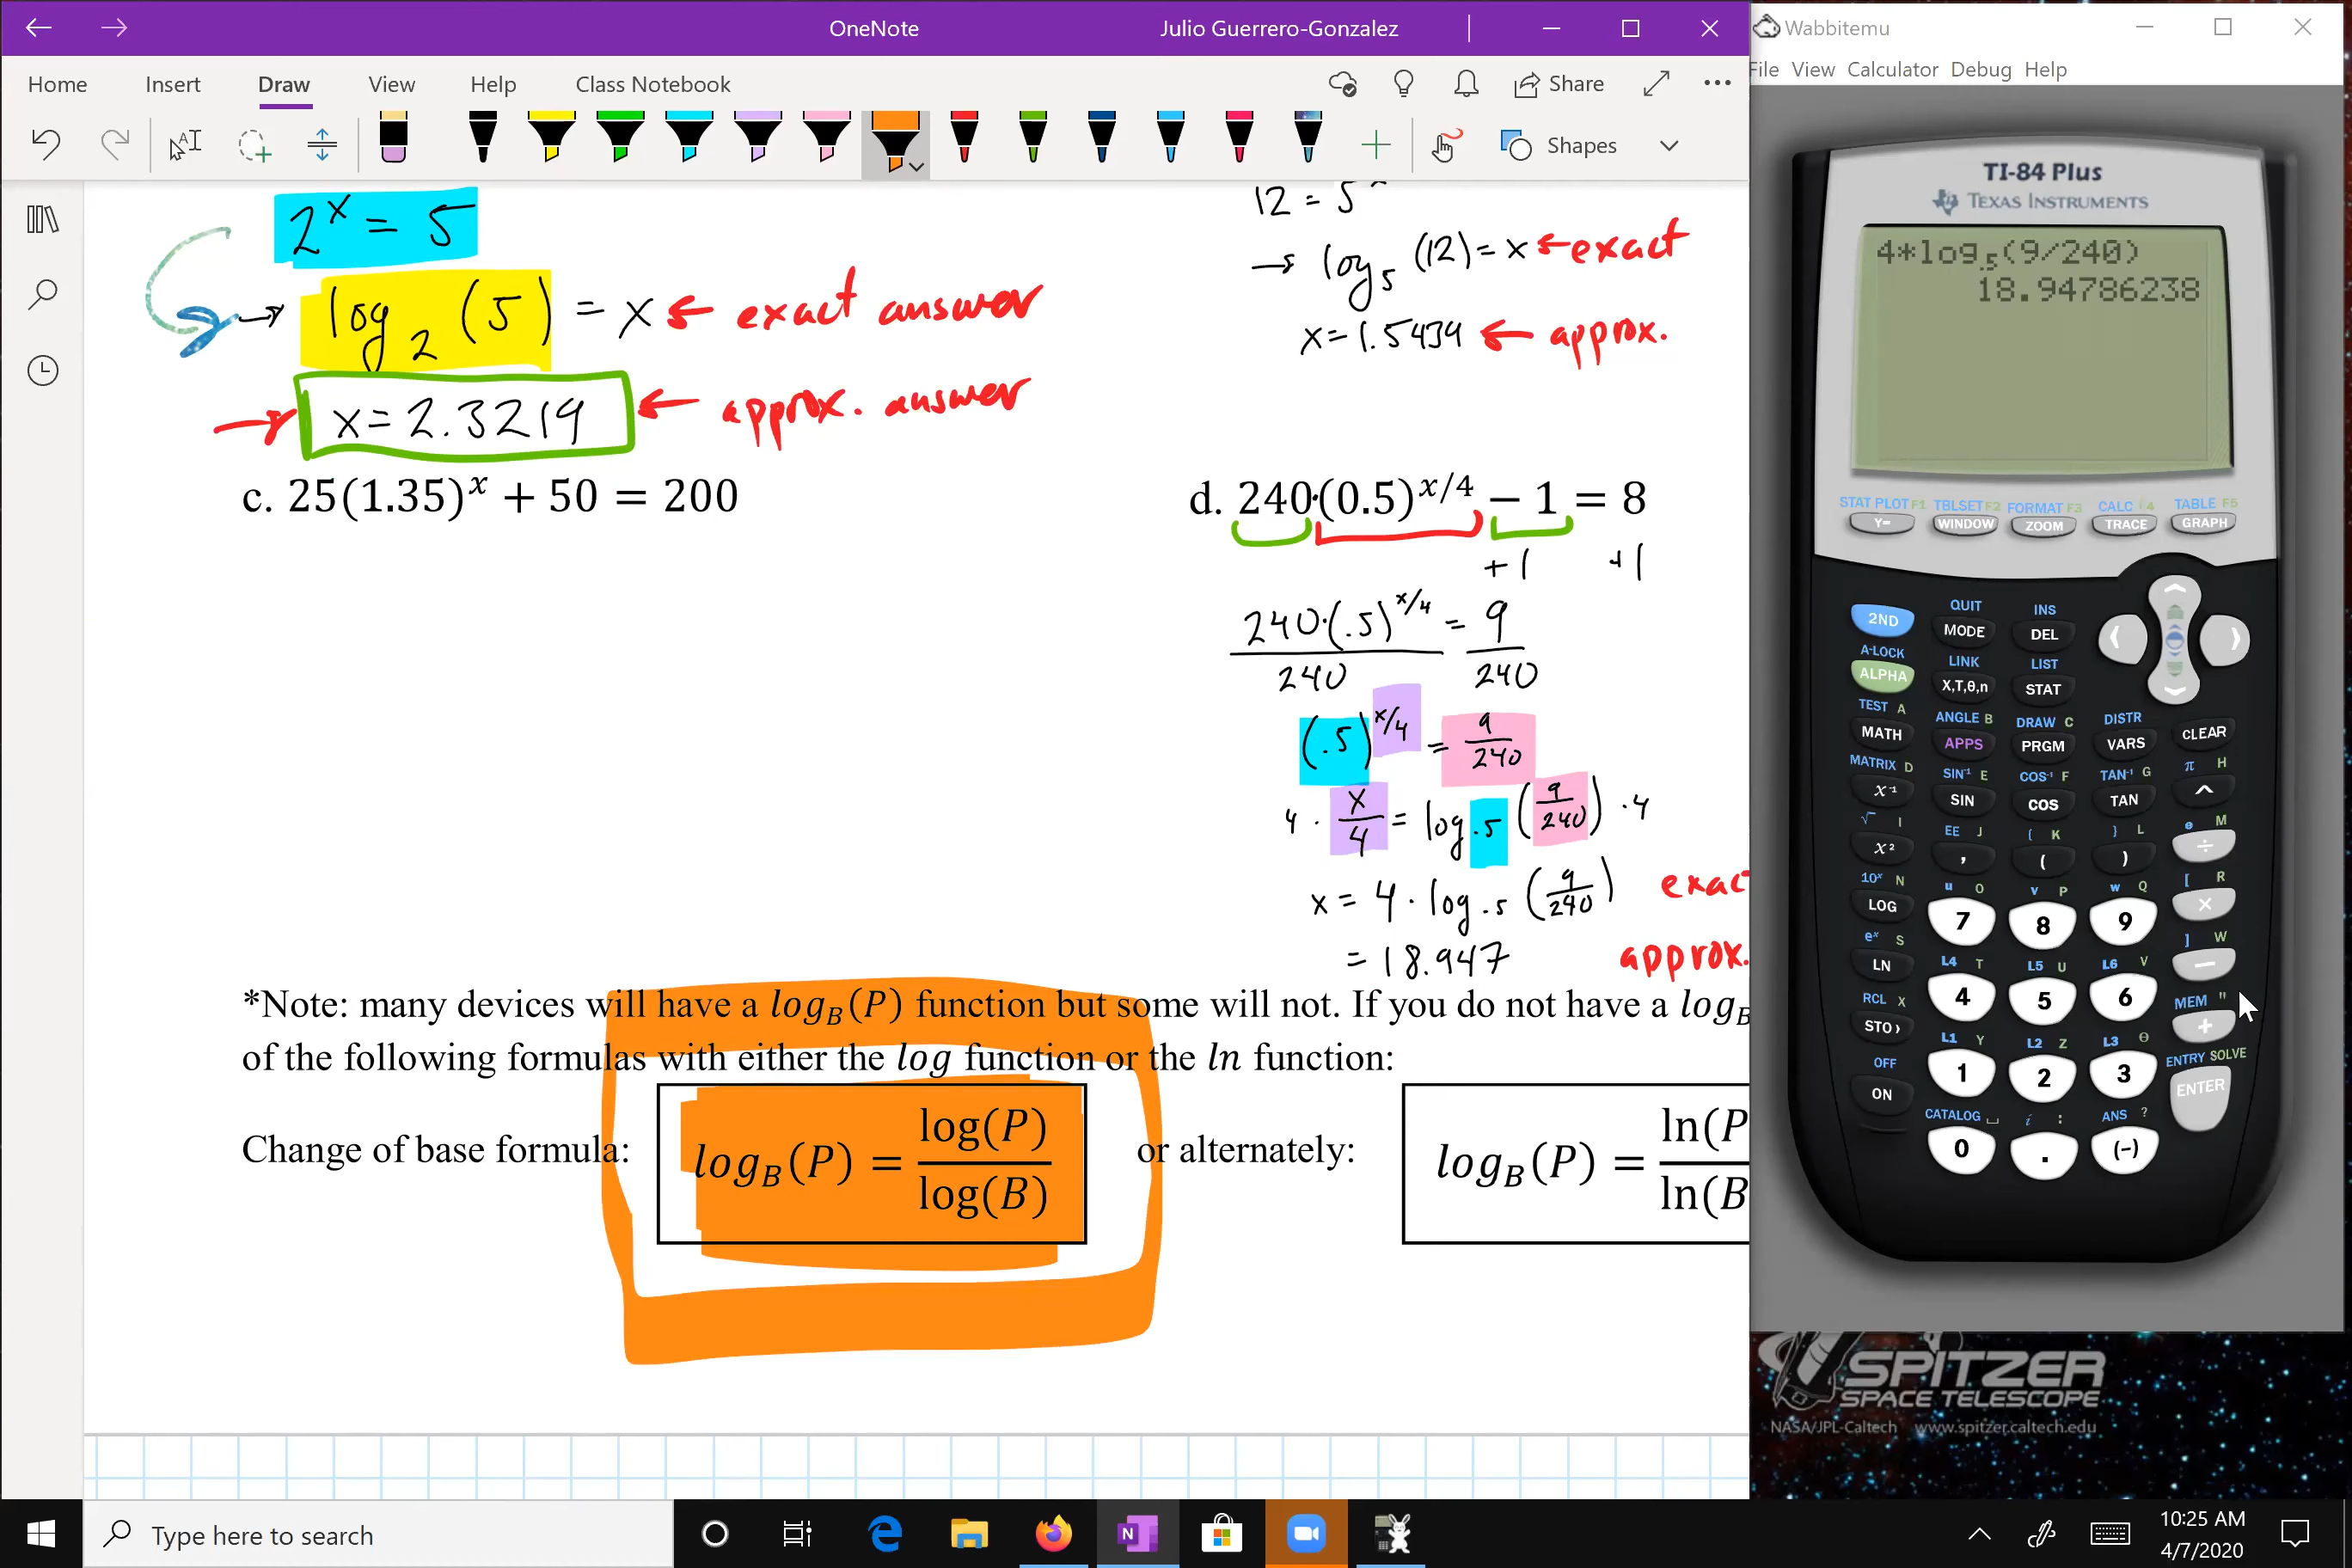 OneNote
Julio Guerrero-Gonzalez
Home Insert Draw View Help Class Notebook
Share
Shapes
2^x = 5
log_2 (5) = x ← exact answer
x = 2.3219 ← approx. answer
12 = 5^x
→ log_5 (12) = x ← exact
x = 1.5439 ← approx.
c. 25(1.35)^x + 50 = 200
d. 240·(0.5)^{x/4} − 1 = 8
+1 +1
240·(.5)^{x/4} = 9
240 240
(.5)^{x/4} = 9/240
4 · x/4 = log_.5 (9/240) · 4
x = 4 · log_.5 (9/240) exact
= 18.947 approx.
*Note: many devices will have a log_B(P) function but some will not. If you do not have a log_B
of the following formulas with either the log function or the ln function:
Change of base formula: log_B(P) = log(P)/log(B) or alternately: log_B(P) = ln(P/ln(B
Wabbitemu
File View Calculator Debug Help
TI-84 Plus
TEXAS INSTRUMENTS
4*log_.5(9/240)
18.94786238
STAT PLOT F1 TBLSET F2 FORMAT F3 CALC F4 TABLE F5
Y= WINDOW ZOOM TRACE GRAPH
QUIT INS
2ND MODE DEL
A-LOCK LINK LIST
ALPHA X,T,θ,n STAT
TEST A ANGLE B DRAW C DISTR
MATH APPS PRGM VARS CLEAR
MATRIX D SIN⁻¹ E COS⁻¹ F TAN⁻¹ G π H
x⁻¹ SIN COS TAN ^
√ I EE J { K } L e M
x² , ( ) ÷
10ˣ N u O v P w Q [ R
LOG 7 8 9 ×
eˣ S L4 T L5 U L6 V ] W
LN 4 5 6 −
RCL X L1 Y L2 Z L3 θ MEM "
STO› 1 2 3 +
OFF CATALOG i : ANS ? ENTRY SOLVE
ON 0 . (-) ENTER
SPITZER
SPACE TELESCOPE
NASA/JPL-Caltech www.spitzer.caltech.edu
Type here to search
10:25 AM
4/7/2020